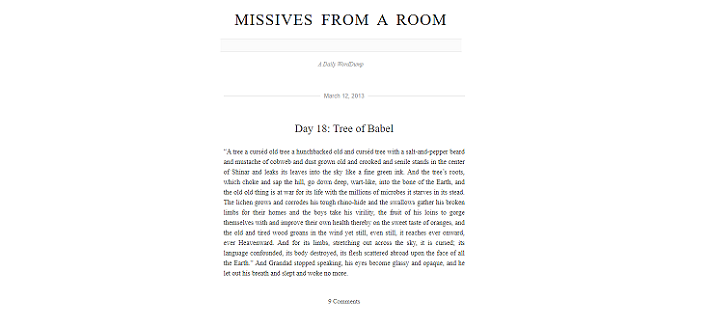 MISSIVES FROM A ROOM
A Daily WordDump
March 12, 2013
Day 18: Tree of Babel
"A tree a curséd old tree a hunchbacked old and curséd tree with a salt-and-pepper beard
and mustache of cobweb and dust grown old and crooked and senile stands in the center
of Shinar and leaks its leaves into the sky like a fine green ink. And the tree's roots,
which choke and sap the hill, go down deep, wart-like, into the bone of the Earth, and
the old old thing is at war for its life with the millions of microbes it starves in its stead.
The lichen grows and corrodes his tough rhino-hide and the swallows gather his broken
limbs for their homes and the boys take his virility, the fruit of his loins to gorge
themselves with and improve their own health thereby on the sweet taste of oranges, and
the old and tired wood groans in the wind yet still, even still, it reaches ever onward,
ever Heavenward. And for its limbs, stretching out across the sky, it is cursed; its
language confounded, its body destroyed, its flesh scattered abroad upon the face of all
the Earth." And Grandad stopped speaking, his eyes become glassy and opaque, and he
let out his breath and slept and woke no more.
9 Comments